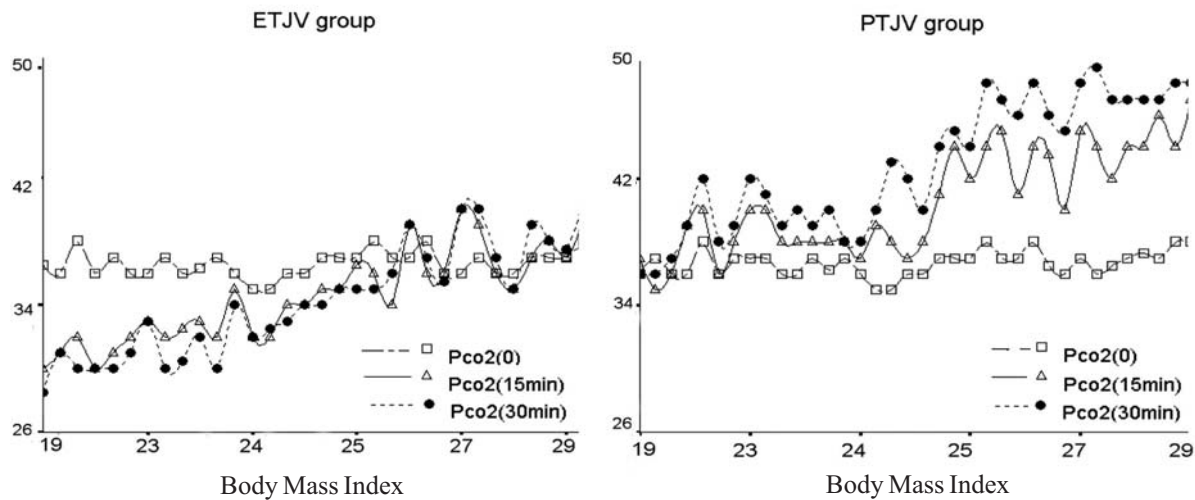 ETJV group
50
42
34
26
19 23 24 25 27 29
Pco2(0)
Pco2(15min)
Pco2(30min)
Body Mass Index
PTJV group
50
42
34
26
19 23 24 25 27 29
Pco2(0)
Pco2(15min)
Pco2(30min)
Body Mass Index